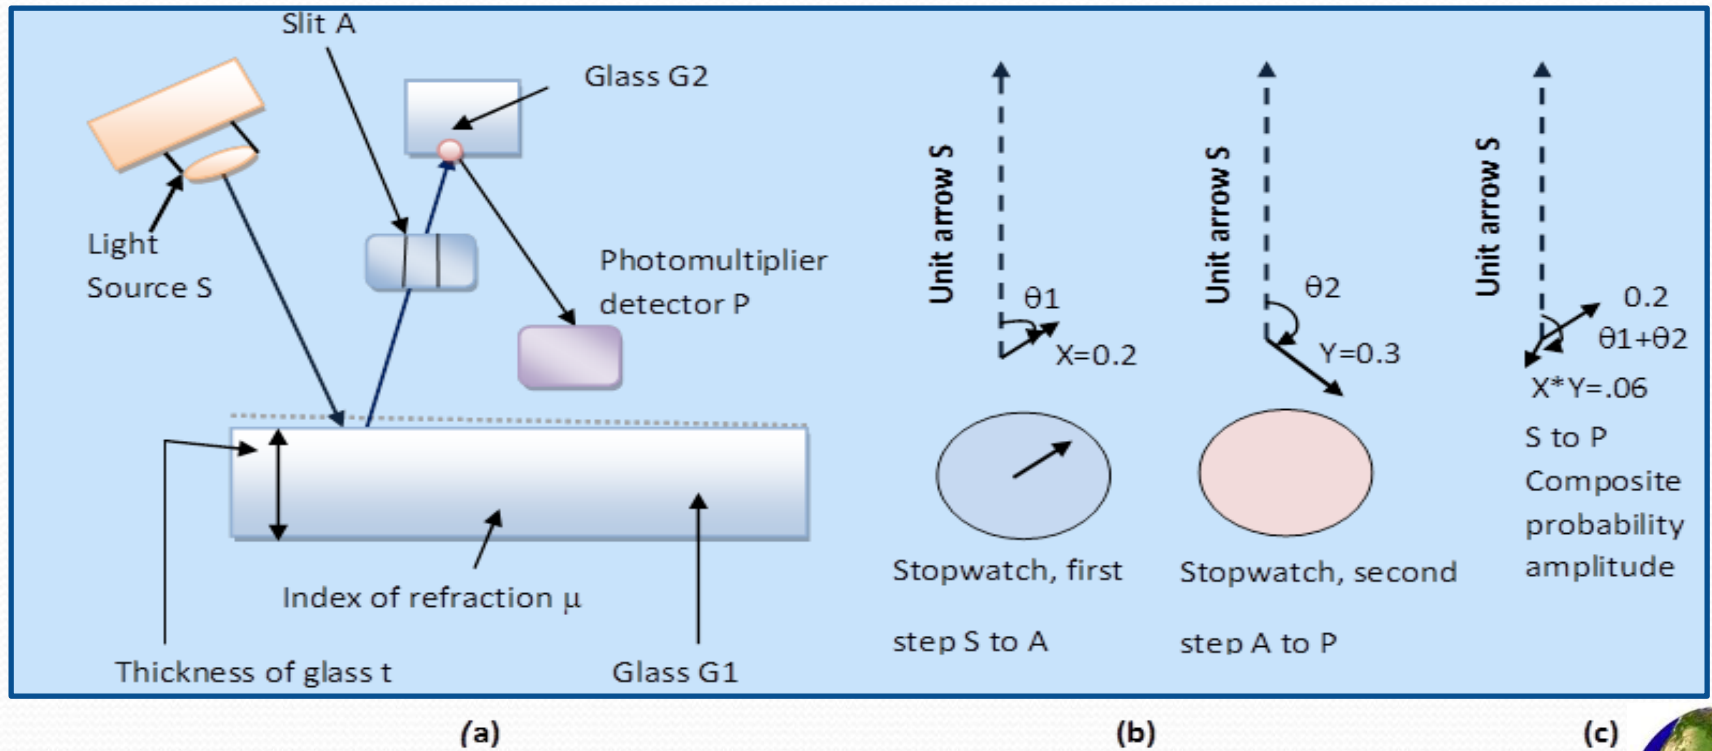 Slit A
Glass G2
Light
Source S
Photomultiplier
detector P
Index of refraction μ
Thickness of glass t
Glass G1
(a)
Unit arrow S
θ1
X=0.2
Stopwatch, first
step S to A
Unit arrow S
θ2
Y=0.3
Stopwatch, second
step A to P
(b)
Unit arrow S
0.2
θ1+θ2
X*Y=.06
S to P
Composite
probability
amplitude
(c)